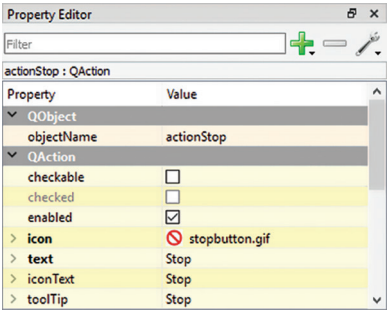 Property Editor
Filter
actionStop : QAction
Property Value
QObject
objectName actionStop
QAction
checkable
checked
enabled
icon stopbutton.gif
text Stop
iconText Stop
toolTip Stop